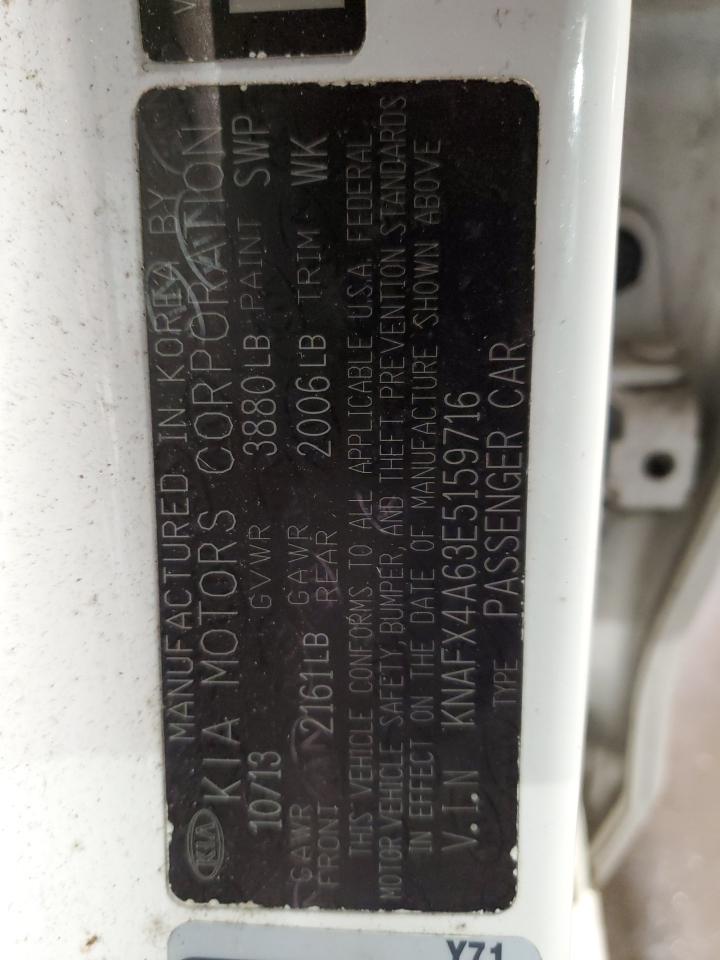 MANUFACTURED IN KOREA BY
KIA KIA MOTORS CORPORATION
10/13 GVWR 3880LB PAINT SWP
GAWR FRONT 2161LB GAWR REAR 2006LB TRIM WK
THIS VEHICLE CONFORMS TO ALL APPLICABLE U.S.A. FEDERAL
MOTOR VEHICLE SAFETY, BUMPER, AND THEFT PREVENTION STANDARDS
IN EFFECT ON THE DATE OF MANUFACTURE SHOWN ABOVE
V.I.N KNAFX4A63E5159716
TYPE PASSENGER CAR
Y71